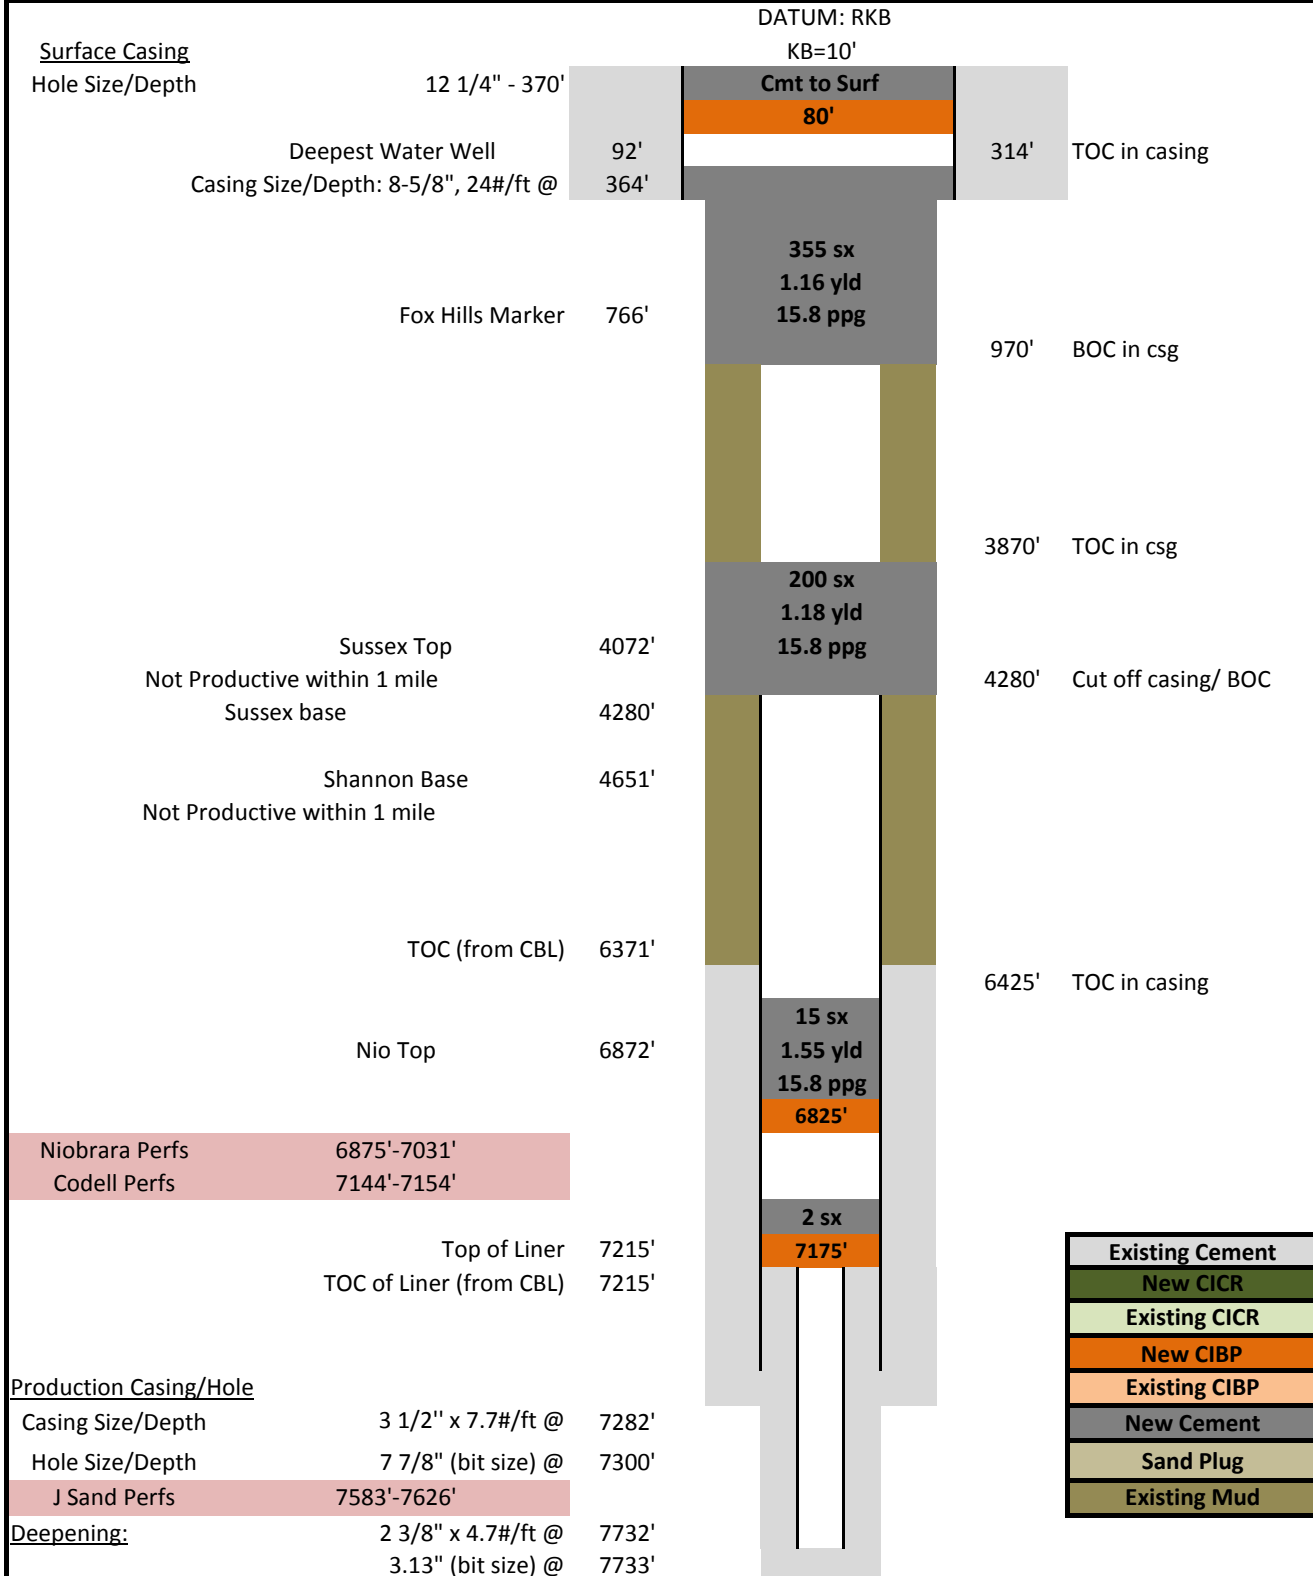 DATUM: RKB
Surface Casing KB=10'
Hole Size/Depth 12 1/4" - 370' Cmt to Surf
80'
Deepest Water Well 92' 314' TOC in casing
Casing Size/Depth: 8-5/8", 24#/ft @ 364'
355 sx
1.16 yld
Fox Hills Marker 766' 15.8 ppg
970' BOC in csg
3870' TOC in csg
200 sx
1.18 yld
Sussex Top 4072' 15.8 ppg
Not Productive within 1 mile 4280' Cut off casing/ BOC
Sussex base 4280'
Shannon Base 4651'
Not Productive within 1 mile
TOC (from CBL) 6371'
6425' TOC in casing
15 sx
Nio Top 6872' 1.55 yld
15.8 ppg
6825'
Niobrara Perfs 6875'-7031'
Codell Perfs 7144'-7154'
2 sx
Top of Liner 7215' 7175' Existing Cement
TOC of Liner (from CBL) 7215' New CICR
Existing CICR
New CIBP
Production Casing/Hole Existing CIBP
Casing Size/Depth 3 1/2'' x 7.7#/ft @ 7282' New Cement
Hole Size/Depth 7 7/8" (bit size) @ 7300' Sand Plug
J Sand Perfs 7583'-7626' Existing Mud
Deepening: 2 3/8" x 4.7#/ft @ 7732'
3.13" (bit size) @ 7733'